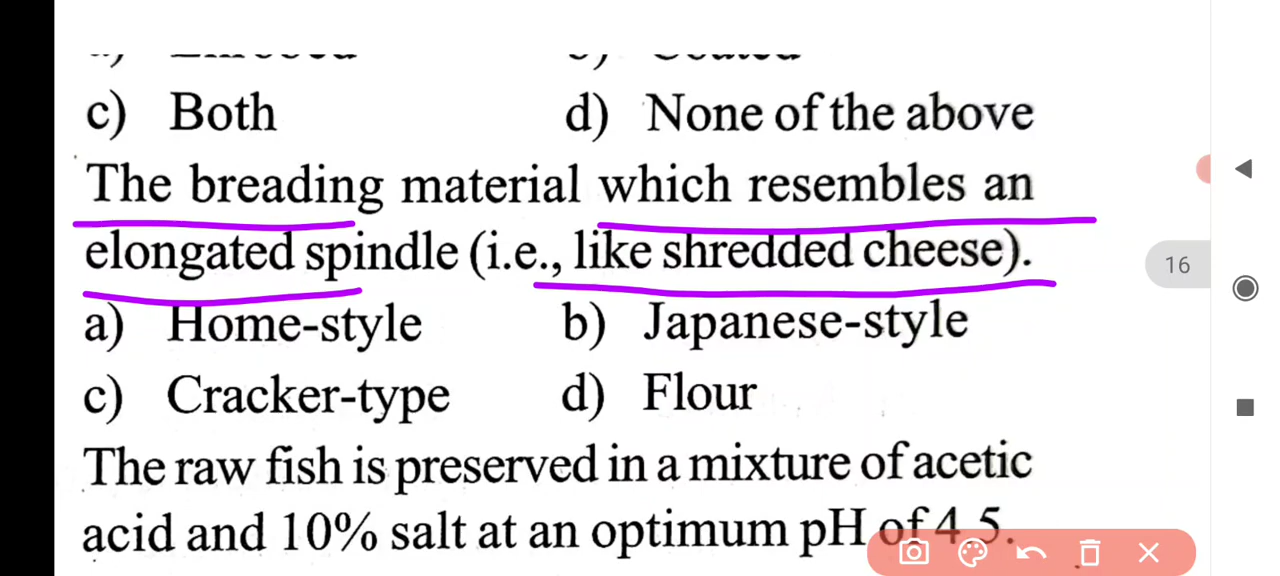 c) Both d) None of the above
The breading material which resembles an
elongated spindle (i.e., like shredded cheese).
a) Home-style b) Japanese-style
c) Cracker-type d) Flour
The raw fish is preserved in a mixture of acetic
acid and 10% salt at an optimum pH of 4.5.
16